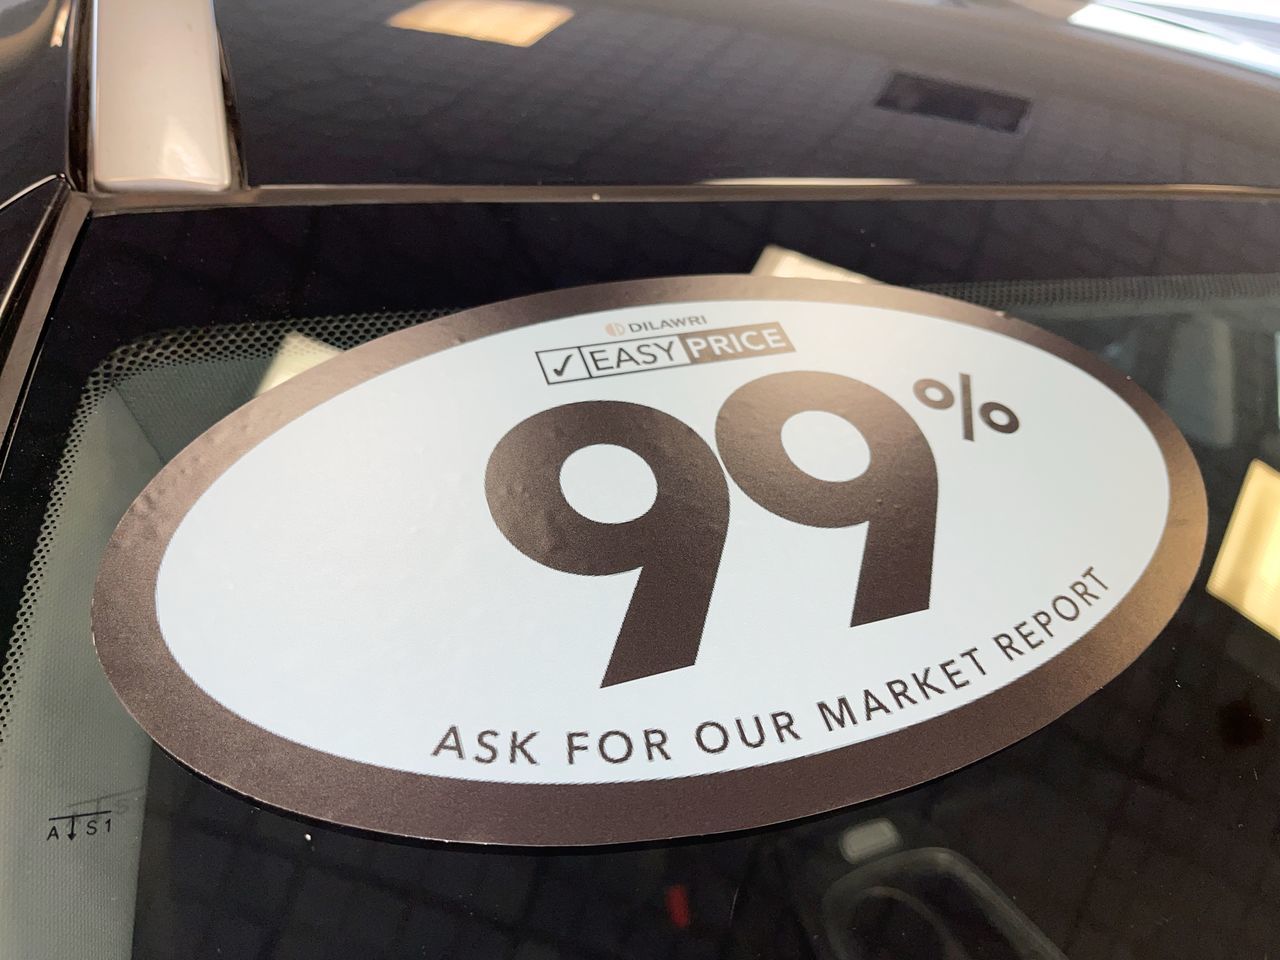 DILAWRI
✓ EASY PRICE
99%
ASK FOR OUR MARKET REPORT
A S1